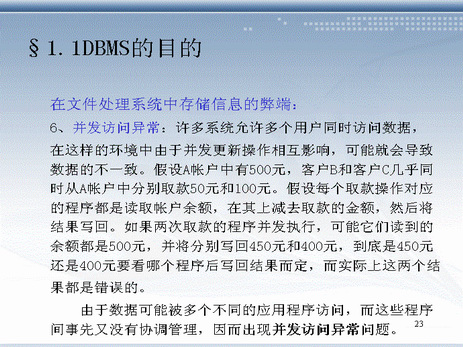 §1.1DBMS的目的
在文件处理系统中存储信息的弊端：
6、并发访问异常：许多系统允许多个用户同时访问数据，
在这样的环境中由于并发更新操作相互影响，可能就会导致
数据的不一致。假设A帐户中有500元，客户B和客户C几乎同
时从A帐户中分别取款50元和100元。假设每个取款操作对应
的程序都是读取帐户余额，在其上减去取款的金额，然后将
结果写回。如果两次取款的程序并发执行，可能它们读到的
余额都是500元，并将分别写回450元和400元，到底是450元
还是400元要看哪个程序后写回结果而定，而实际上这两个结
果都是错误的。
由于数据可能被多个不同的应用程序访问，而这些程序
间事先又没有协调管理，因而出现并发访问异常问题。
23